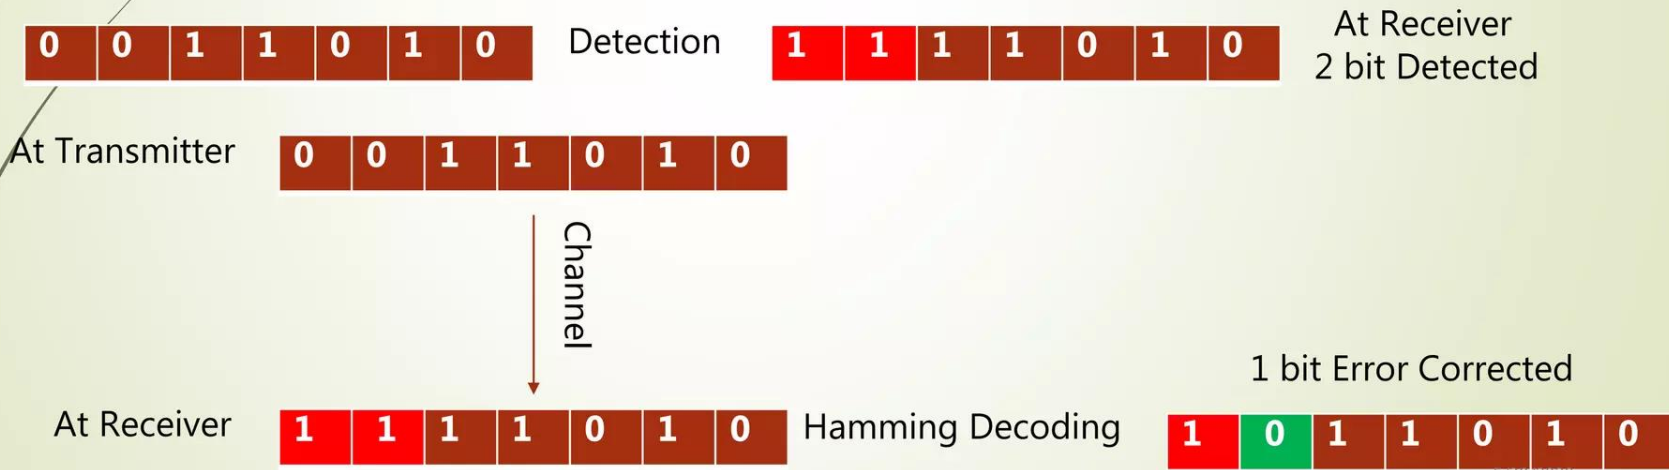 0 0 1 1 0 1 0 Detection 1 1 1 1 0 1 0 At Receiver
2 bit Detected
At Transmitter 0 0 1 1 0 1 0
Channel
1 bit Error Corrected
At Receiver 1 1 1 1 0 1 0 Hamming Decoding 1 0 1 1 0 1 0